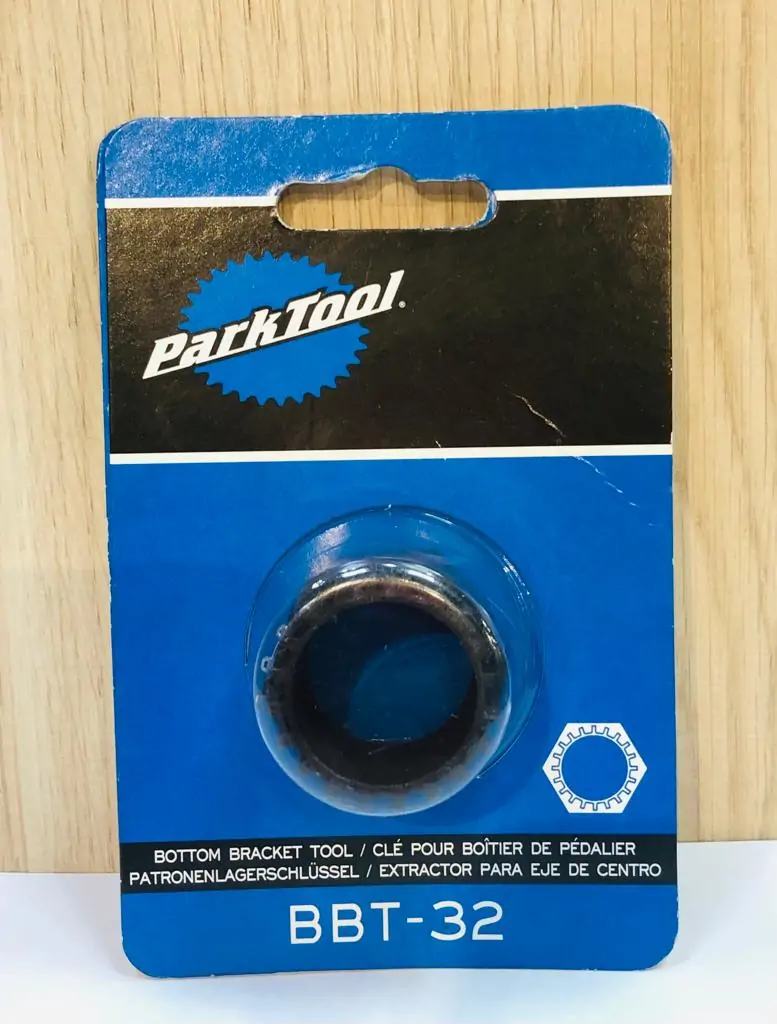 ParkTool®
BOTTOM BRACKET TOOL / CLÉ POUR BOÎTIER DE PÉDALIER
PATRONENLAGERSCHLÜSSEL / EXTRACTOR PARA EJE DE CENTRO
BBT-32